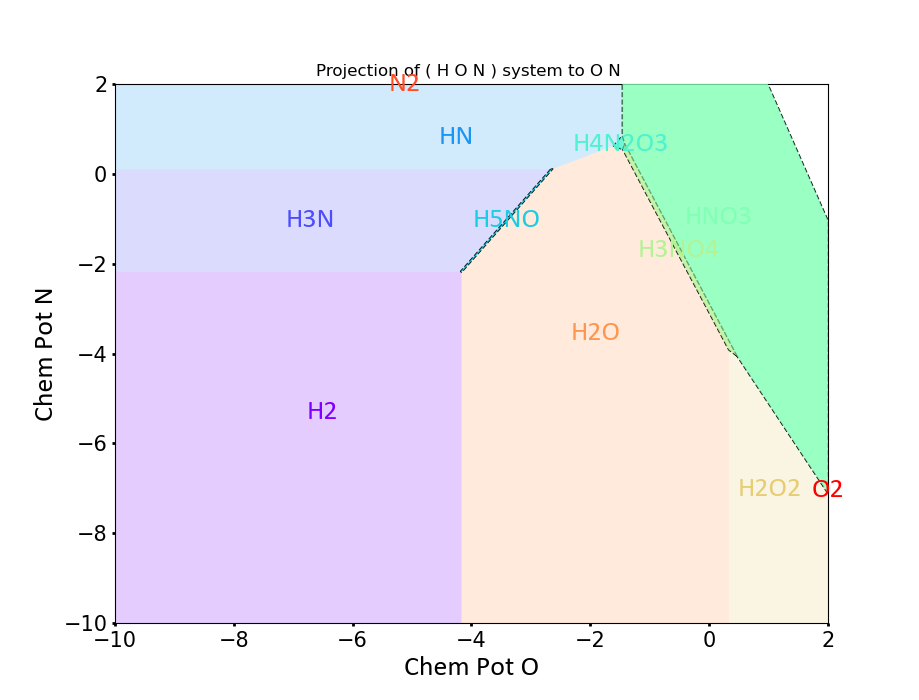 Projection of ( H O N ) system to O N
N2
HN
H4N2O3
H3N
H5NO
HNO3
H3NO4
H2O
H2
H2O2
O2
2
0
−2
−4
−6
−8
−10
Chem Pot N
−10 −8 −6 −4 −2 0 2
Chem Pot O